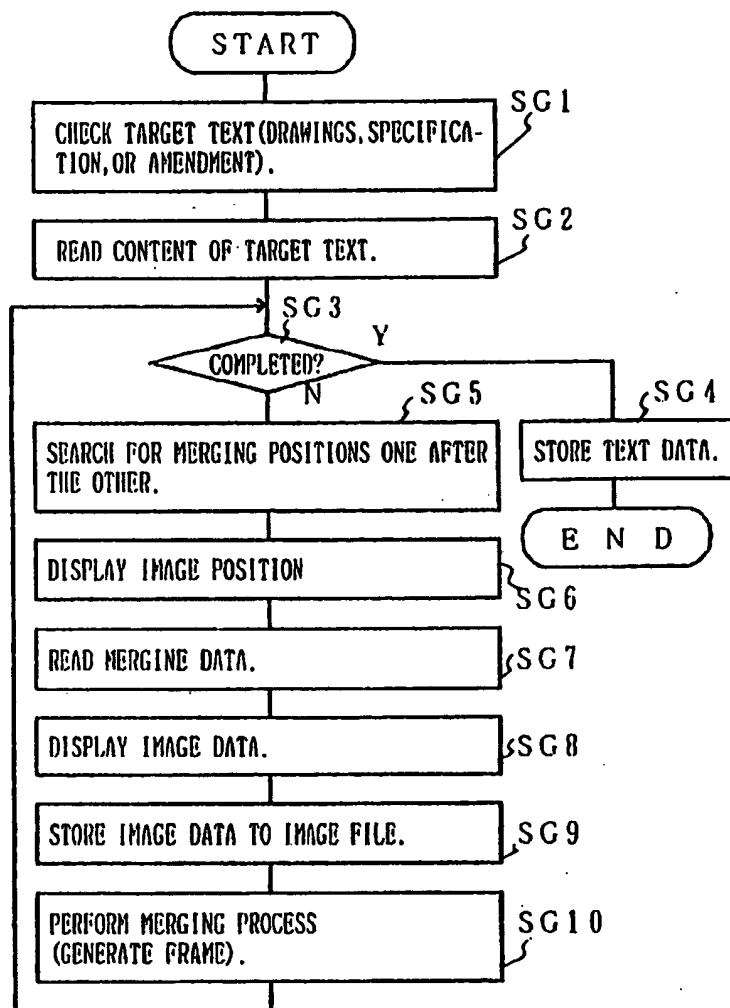 START
SG1
CHECK TARGET TEXT(DRAWINGS, SPECIFICA-
TION, OR AMENDMENT).
SG2
READ CONTENT OF TARGET TEXT.
SG3
COMPLETED?
Y
N
SG5
SEARCH FOR MERGING POSITIONS ONE AFTER
THE OTHER.
SG4
STORE TEXT DATA.
E N D
DISPLAY IMAGE POSITION
SG6
READ MERGINE DATA.
SG7
DISPLAY IMAGE DATA.
SG8
STORE IMAGE DATA TO IMAGE FILE.
SG9
PERFORM MERGING PROCESS
(GENERATE FRAME).
SG10